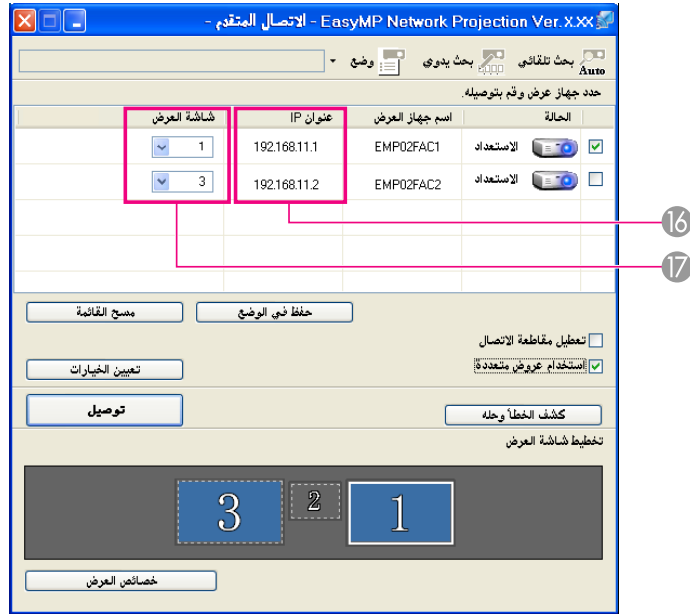 EasyMP Network Projection Ver.X.XX - الاتصال المتقدم -
Auto بحث تلقائي بحث يدوي وضع
حدد جهاز عرض وقم بتوصيله.
الحالة اسم جهاز العرض عنوان IP شاشة العرض
الاستعداد EMP02FAC1 192.168.11.1 1
الاستعداد EMP02FAC2 192.168.11.2 3
16
17
حفظ في الوضع مسح القائمة
تعطيل مقاطعة الاتصال
استخدام عروض متعددة تعيين الخيارات
كشف الخطأ وحله توصيل
تخطيط شاشة العرض
3 2 1
خصائص العرض